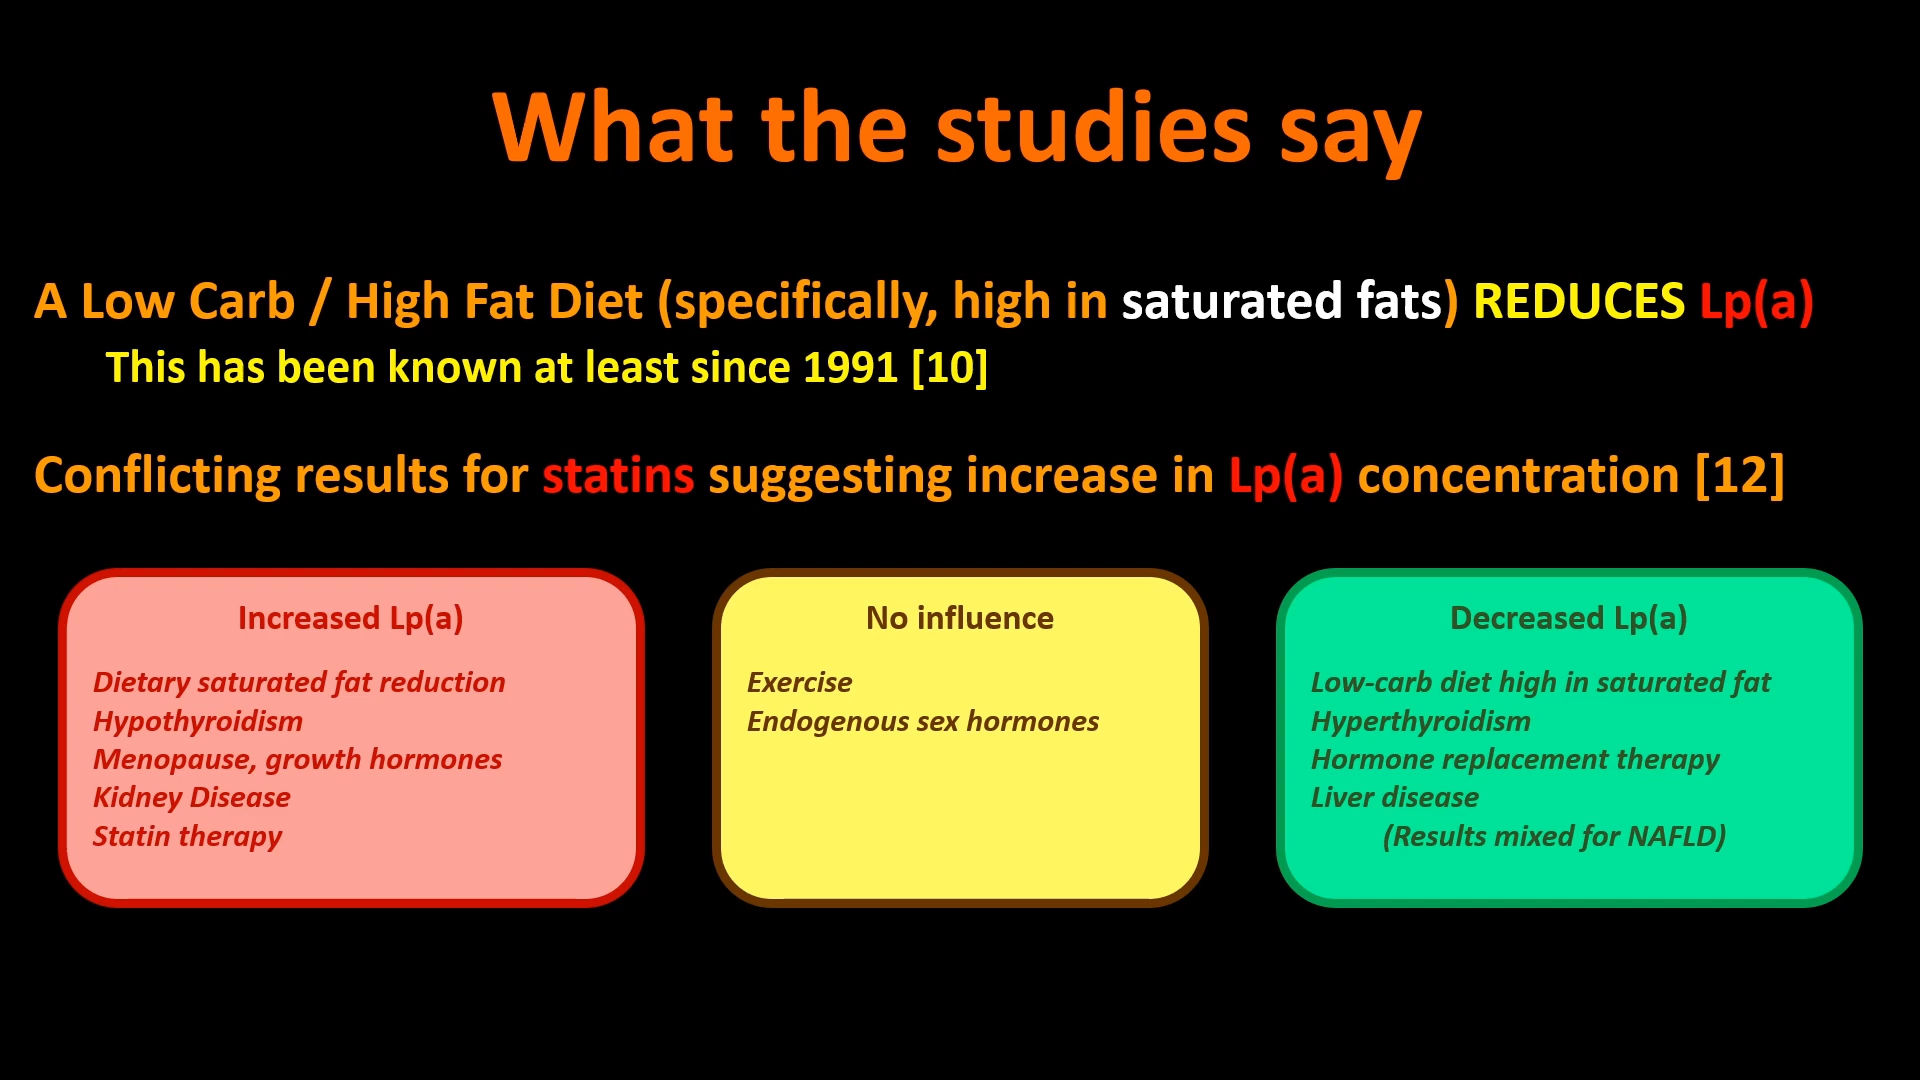 What the studies say
A Low Carb / High Fat Diet (specifically, high in saturated fats) REDUCES Lp(a)
This has been known at least since 1991 [10]
Conflicting results for statins suggesting increase in Lp(a) concentration [12]
Increased Lp(a)
Dietary saturated fat reduction
Hypothyroidism
Menopause, growth hormones
Kidney Disease
Statin therapy
No influence
Exercise
Endogenous sex hormones
Decreased Lp(a)
Low-carb diet high in saturated fat
Hyperthyroidism
Hormone replacement therapy
Liver disease
(Results mixed for NAFLD)